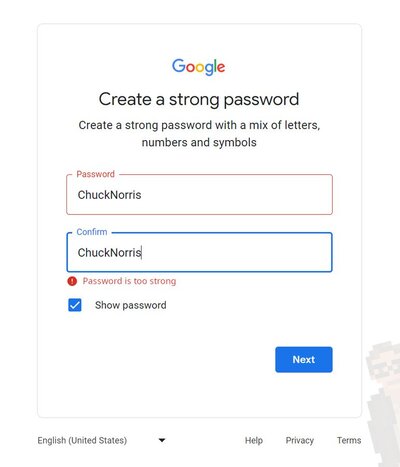 Google
Create a strong password
Create a strong password with a mix of letters,
numbers and symbols
Password
ChuckNorris
Confirm
ChuckNorris
Password is too strong
Show password
Next
English (United States)
Help
Privacy
Terms